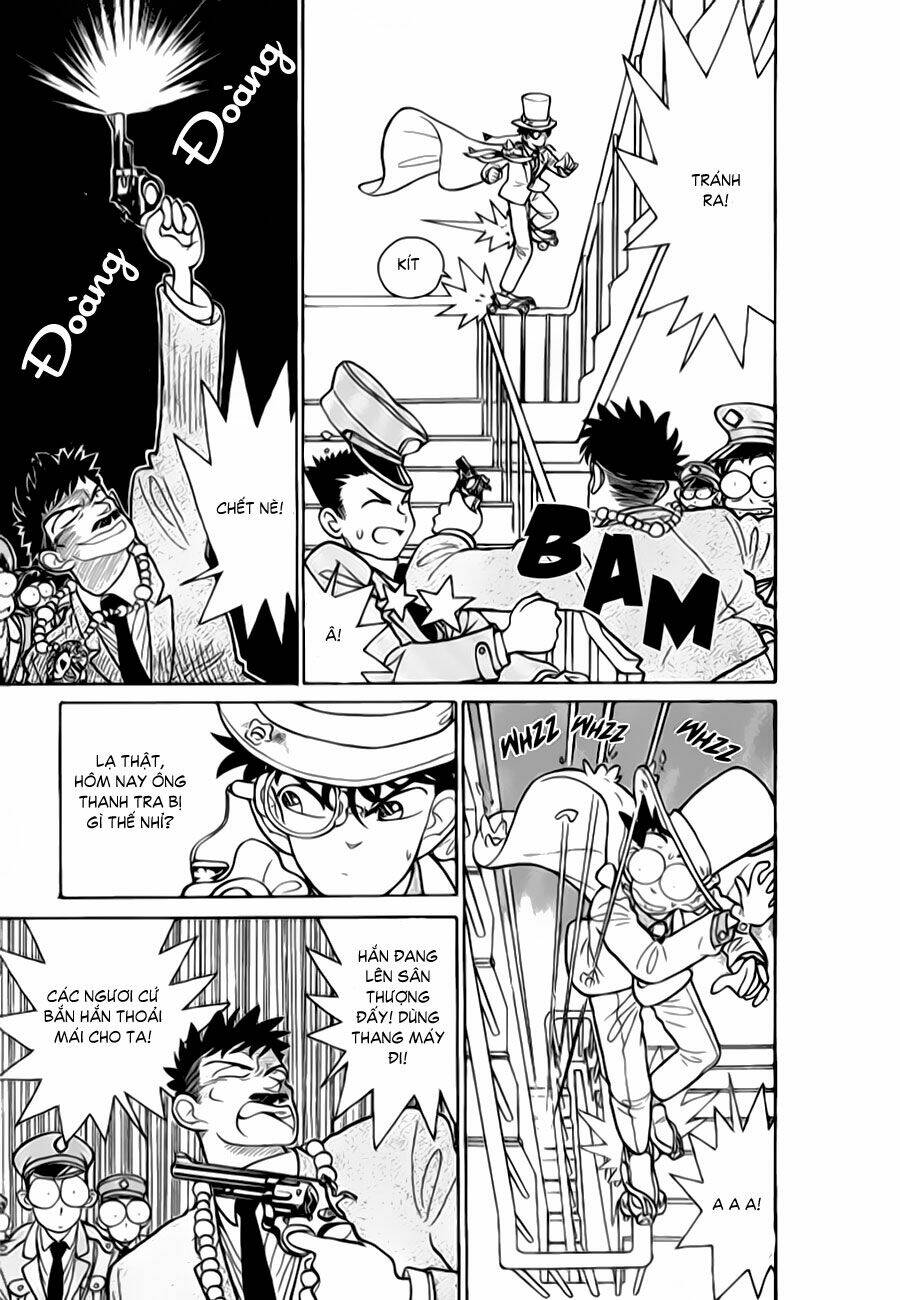 TRÁNH
RA!
KÍT
BAM
Â!
Đoàng
Đoàng
CHẾT NÈ!
WHZZ
WHZZ
WHZZ
A A A!
LẠ THẬT,
HÔM NAY ÔNG
THANH TRA BỊ
GÌ THẾ NHỈ?
HẮN ĐANG
LÊN SÂN
THƯỢNG
ĐẤY! DÙNG
THANG MÁY
ĐI!
CÁC NGƯƠI CỨ
BẮN HẮN THOẢI
MÁI CHO TA!